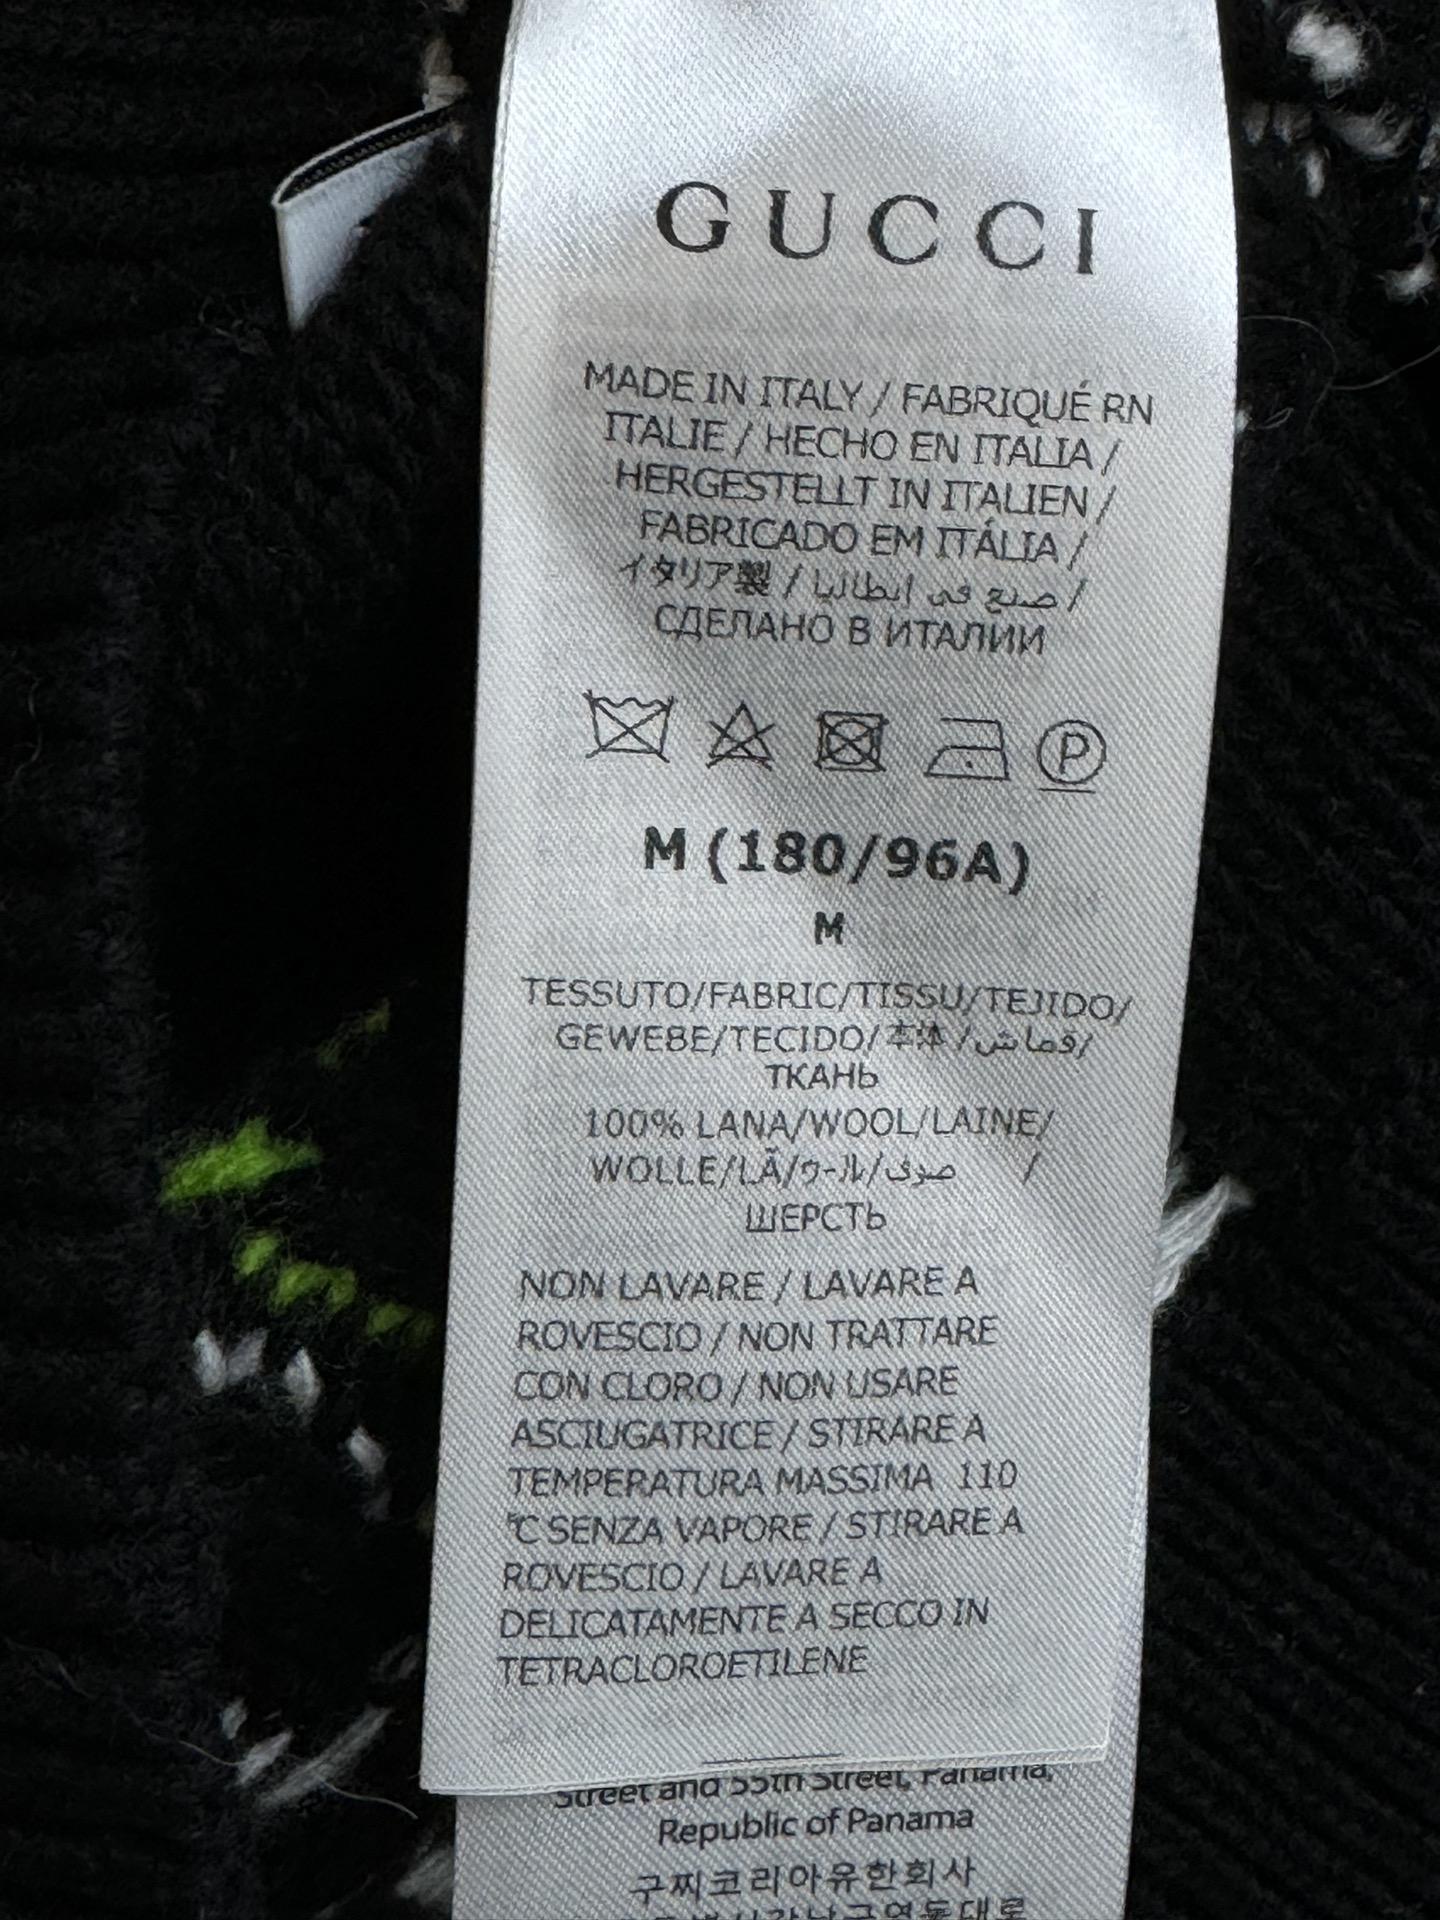 GUCCI
MADE IN ITALY / FABRIQUÉ RN
ITALIE / HECHO EN ITALIA /
HERGESTELLT IN ITALIEN /
FABRICADO EM ITÁLIA /
イタリア製 / صنع في ايطاليا /
СДЕЛАНО В ИТАЛИИ
P
M (180/96A)
M
TESSUTO/FABRIC/TISSU/TEJIDO/
GEWEBE/TECIDO/本体/قماش/
ТКАНЬ
100% LANA/WOOL/LAINE/
WOLLE/LÃ/ウール/صوف /
ШЕРСТЬ
NON LAVARE / LAVARE A
ROVESCIO / NON TRATTARE
CON CLORO / NON USARE
ASCIUGATRICE / STIRARE A
TEMPERATURA MASSIMA 110
°C SENZA VAPORE / STIRARE A
ROVESCIO / LAVARE A
DELICATAMENTE A SECCO IN
TETRACLOROETILENE
Street and 55th Street, Panama,
Republic of Panama
구찌코리아유한회사